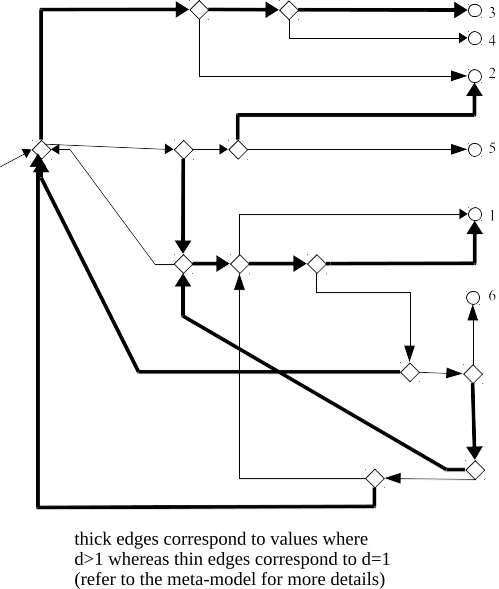 3
4
2
5
1
6
thick edges correspond to values where
d>1 whereas thin edges correspond to d=1
(refer to the meta-model for more details)